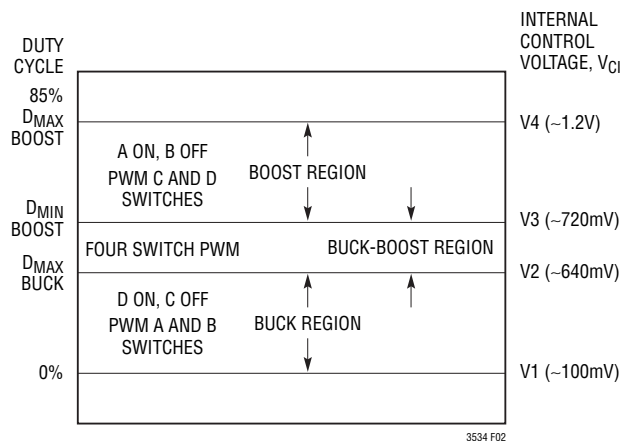 DUTY
CYCLE
INTERNAL
CONTROL
VOLTAGE, VCI
85%
DMAX
BOOST
V4 (~1.2V)
A ON, B OFF
PWM C AND D
SWITCHES
BOOST REGION
DMIN
BOOST
V3 (~720mV)
FOUR SWITCH PWM
BUCK-BOOST REGION
DMAX
BUCK
V2 (~640mV)
D ON, C OFF
PWM A AND B
SWITCHES
BUCK REGION
0%
V1 (~100mV)
3534 F02